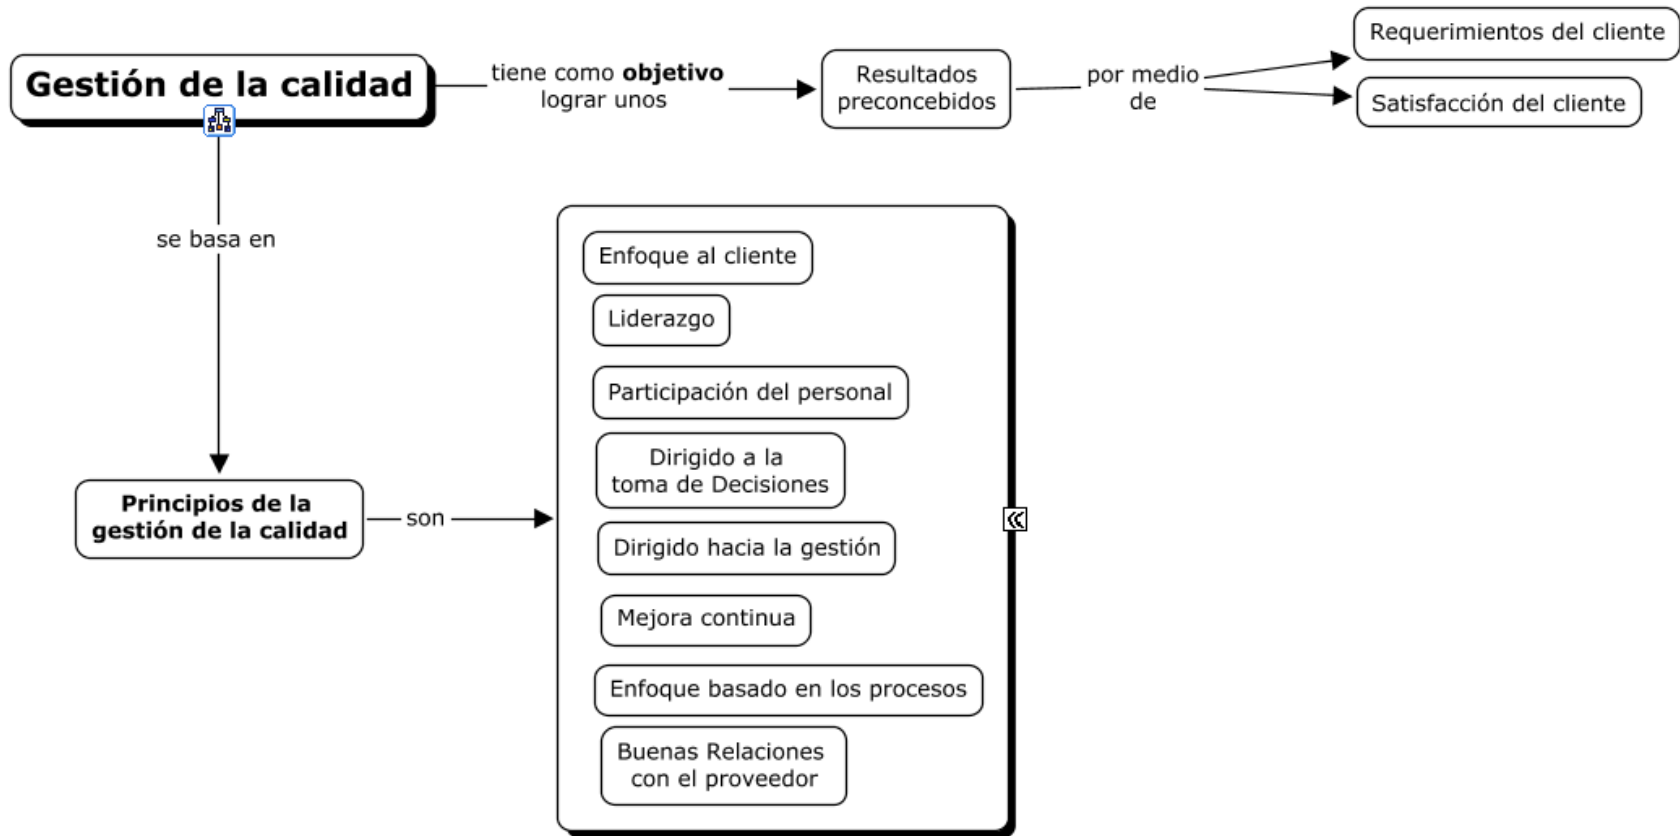 Gestión de la calidad
tiene como objetivo
lograr unos
Resultados
preconcebidos
por medio
de
Requerimientos del cliente
Satisfacción del cliente
se basa en
Principios de la
gestión de la calidad
son
Enfoque al cliente
Liderazgo
Participación del personal
Dirigido a la
toma de Decisiones
Dirigido hacia la gestión
Mejora continua
Enfoque basado en los procesos
Buenas Relaciones
con el proveedor